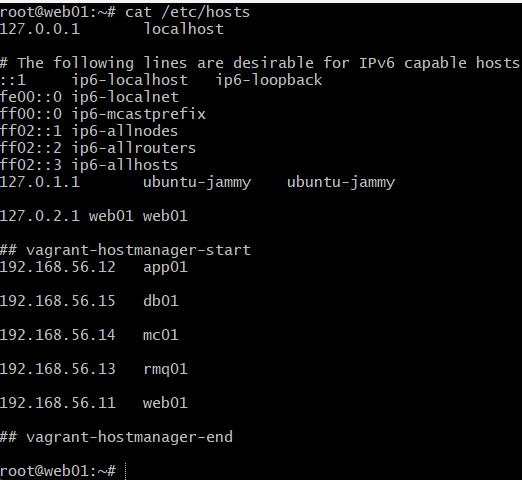 root@web01:~# cat /etc/hosts
127.0.0.1       localhost
# The following lines are desirable for IPv6 capable hosts
::1     ip6-localhost   ip6-loopback
fe00::0 ip6-localnet
ff00::0 ip6-mcastprefix
ff02::1 ip6-allnodes
ff02::2 ip6-allrouters
ff02::3 ip6-allhosts
127.0.1.1       ubuntu-jammy    ubuntu-jammy
127.0.2.1 web01 web01
## vagrant-hostmanager-start
192.168.56.12   app01
192.168.56.15   db01
192.168.56.14   mc01
192.168.56.13   rmq01
192.168.56.11   web01
## vagrant-hostmanager-end
root@web01:~#